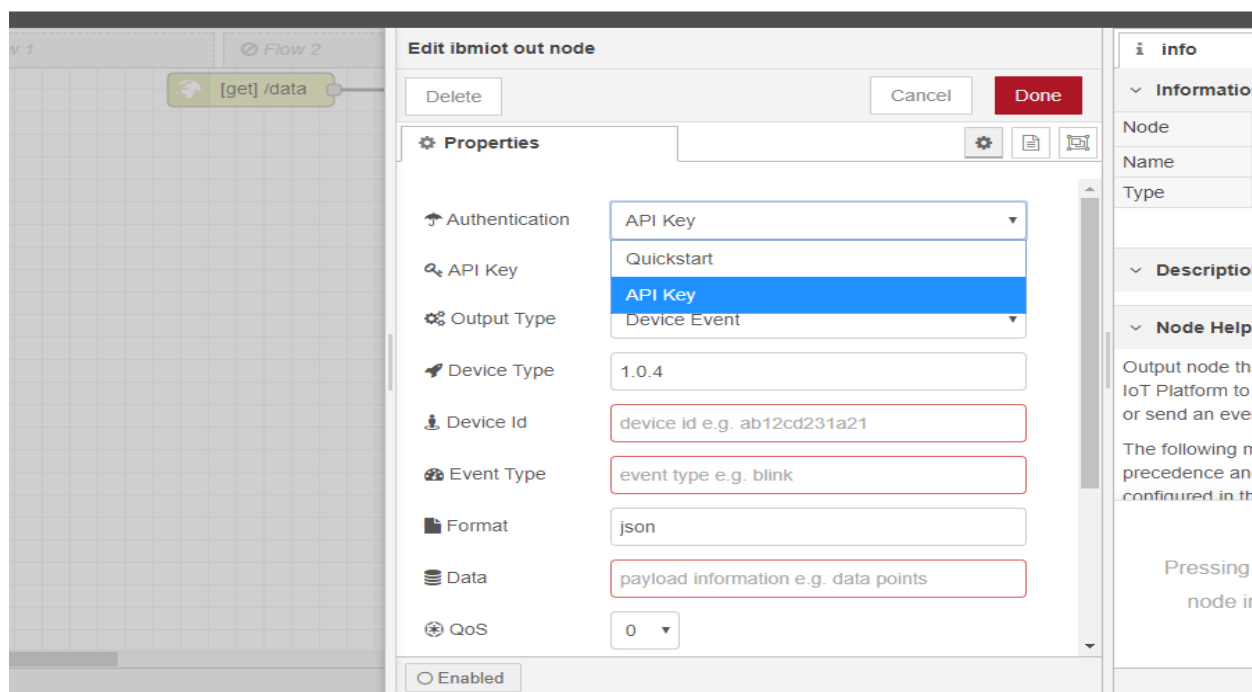 Flow 2
[get] /data
Edit ibmiot out node
Delete
Cancel
Done
Properties
Authentication
API Key
Quickstart
API Key
API Key
Output Type
Device Event
Device Type
1.0.4
Device Id
device id e.g. ab12cd231a21
Event Type
event type e.g. blink
Format
json
Data
payload information e.g. data points
QoS
0
Enabled
i info
Informatio
Node
Name
Type
Descriptio
Node Help
Output node th
IoT Platform to
or send an eve
The following
precedence an
configured in th
Pressing
node i